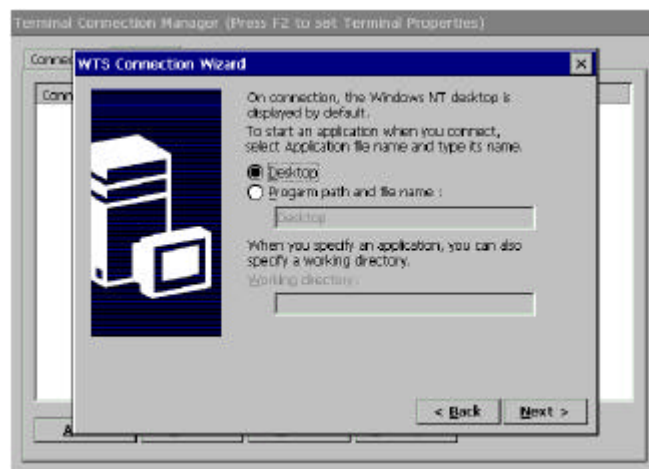 Terminal Connection Manager (Press F2 to set Terminal Properties)
WTS Connection Wizard
On connection, the Windows NT desktop is
displayed by default.
To start an application when you connect,
select Application file name and type its name.
Desktop
Progarm path and file name :
Desktop
When you specify an application, you can also
specify a working directory.
Working directory:
< Back
Next >